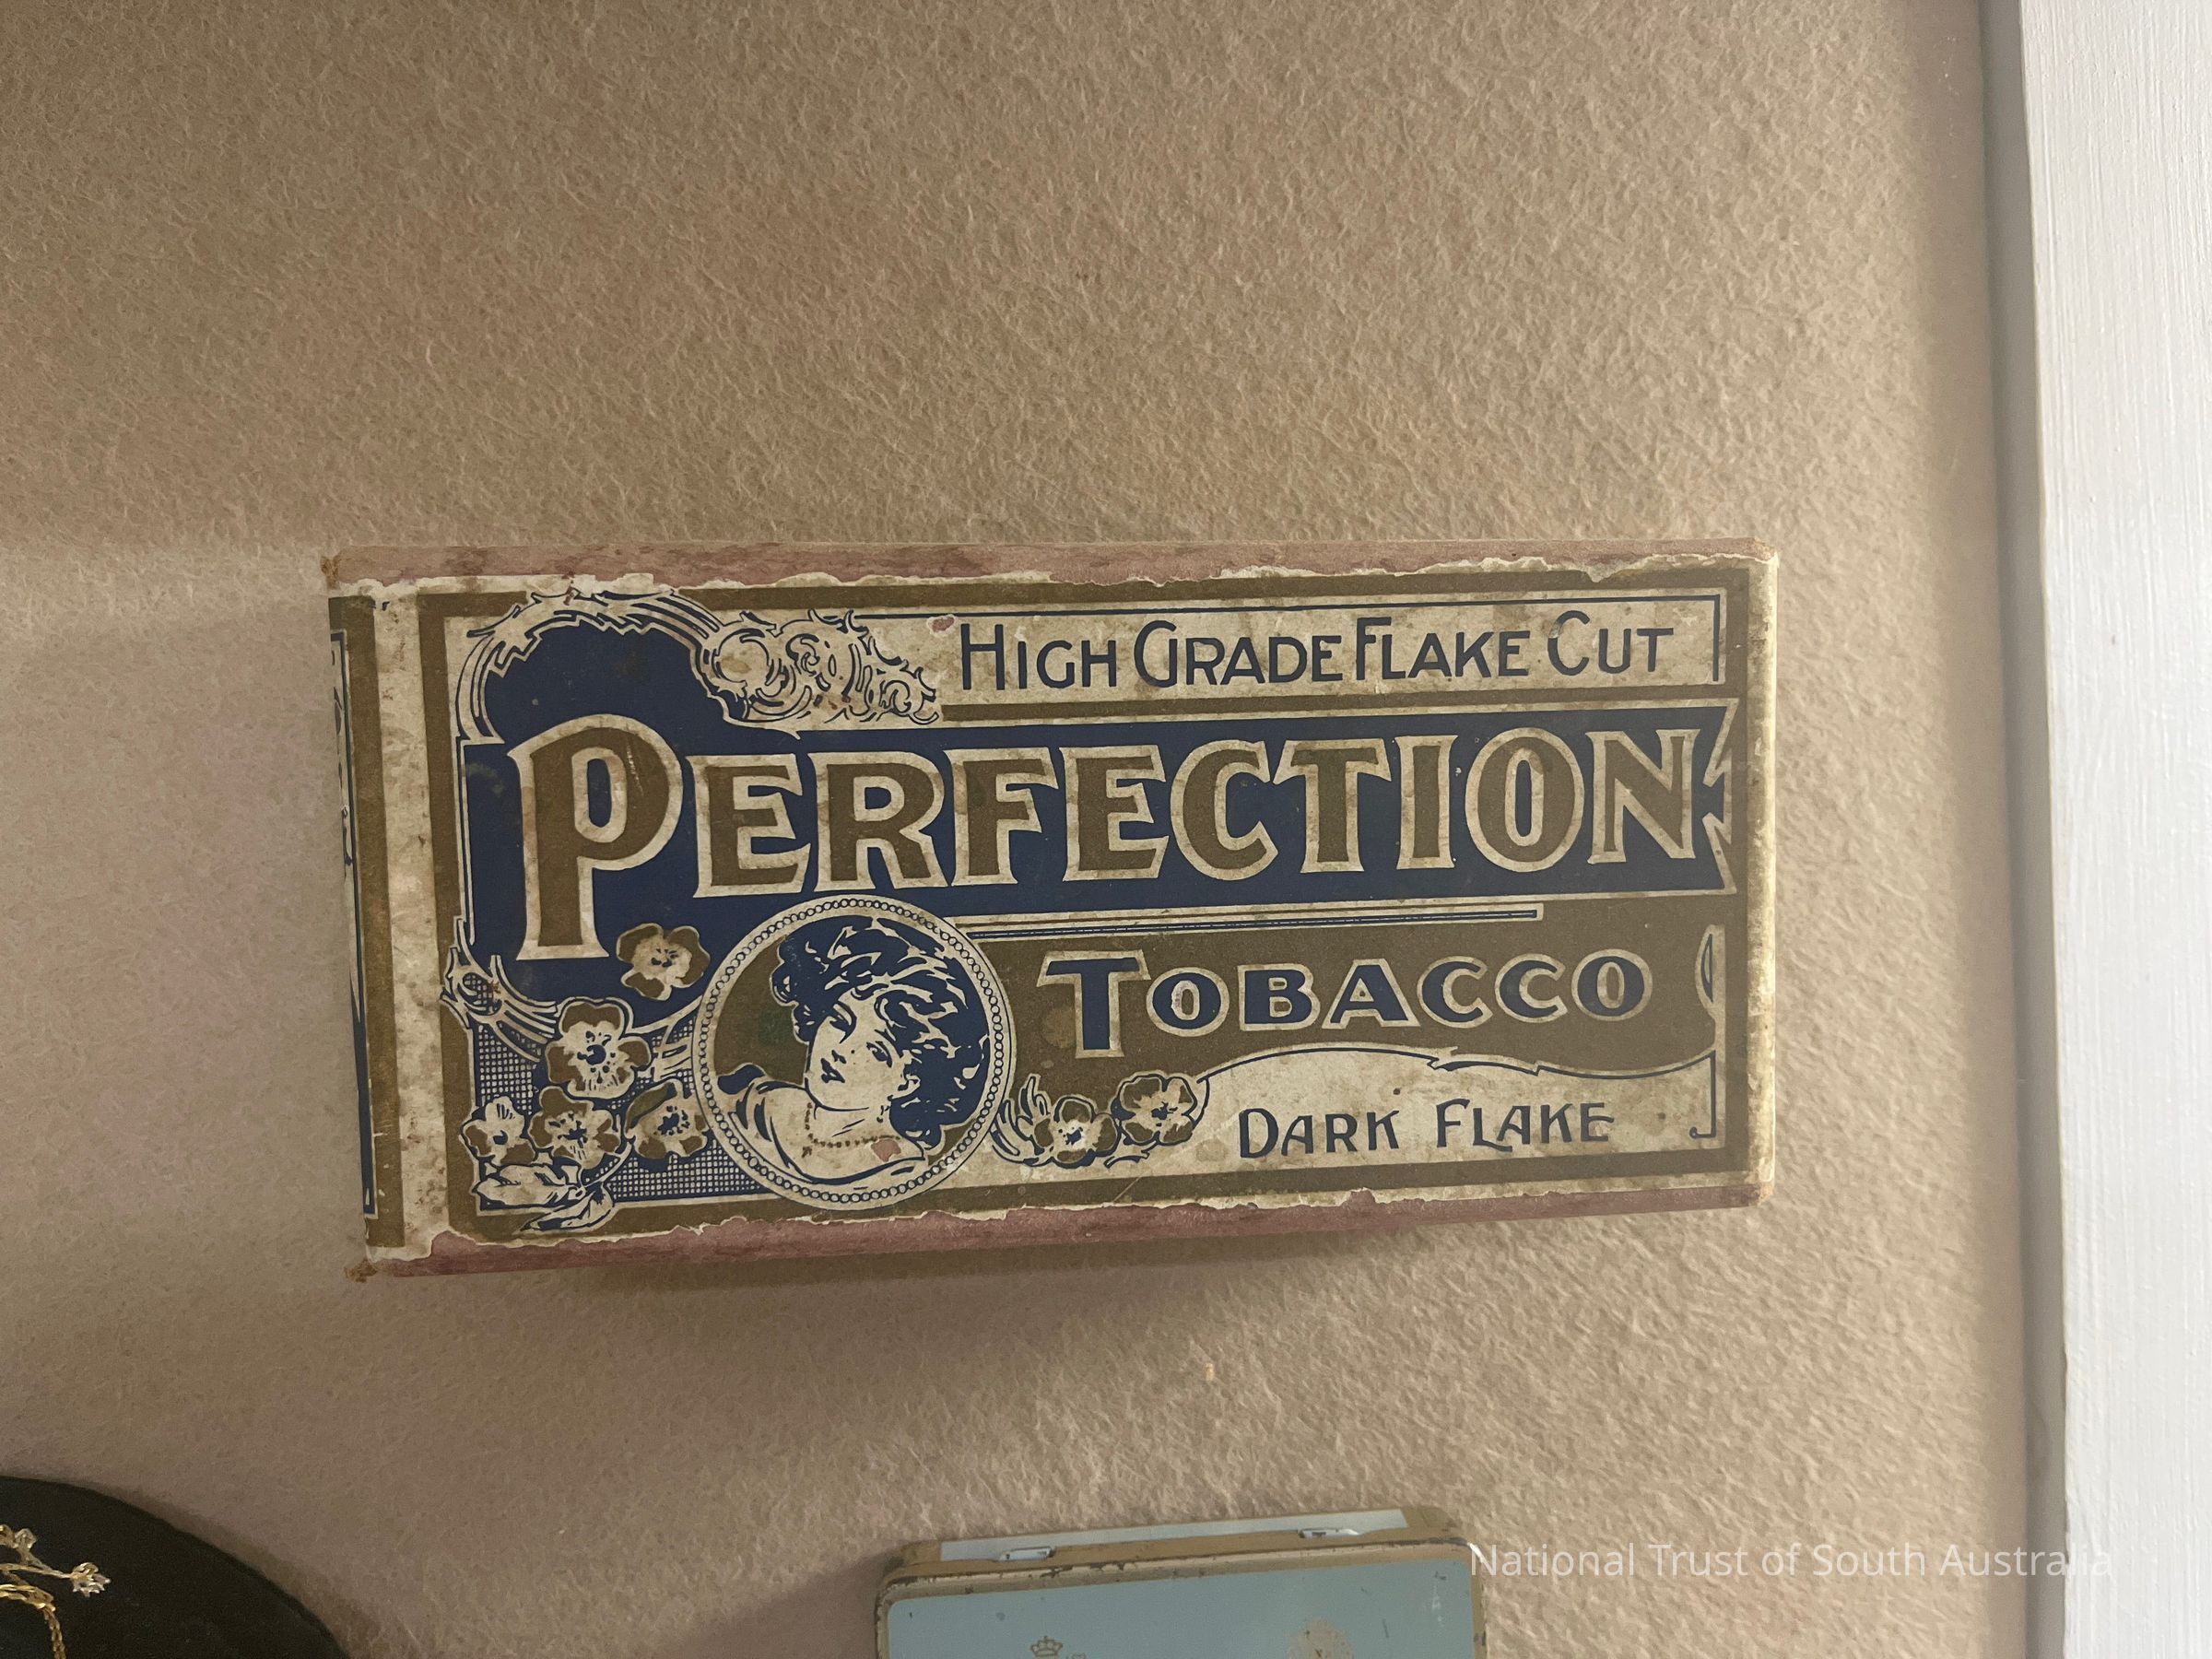 HIGH GRADE FLAKE CUT
PERFECTION
TOBACCO
DARK FLAKE
National Trust of South Australia